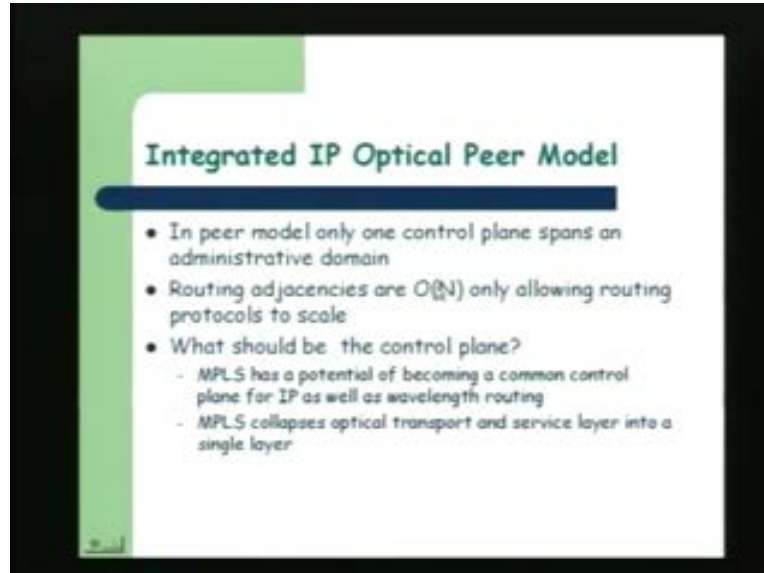 Integrated IP Optical Peer Model
• In peer model only one control plane spans an
administrative domain
• Routing adjacencies are O(N) only allowing routing
protocols to scale
• What should be the control plane?
- MPLS has a potential of becoming a common control
plane for IP as well as wavelength routing
- MPLS collapses optical transport and service layer into a
single layer